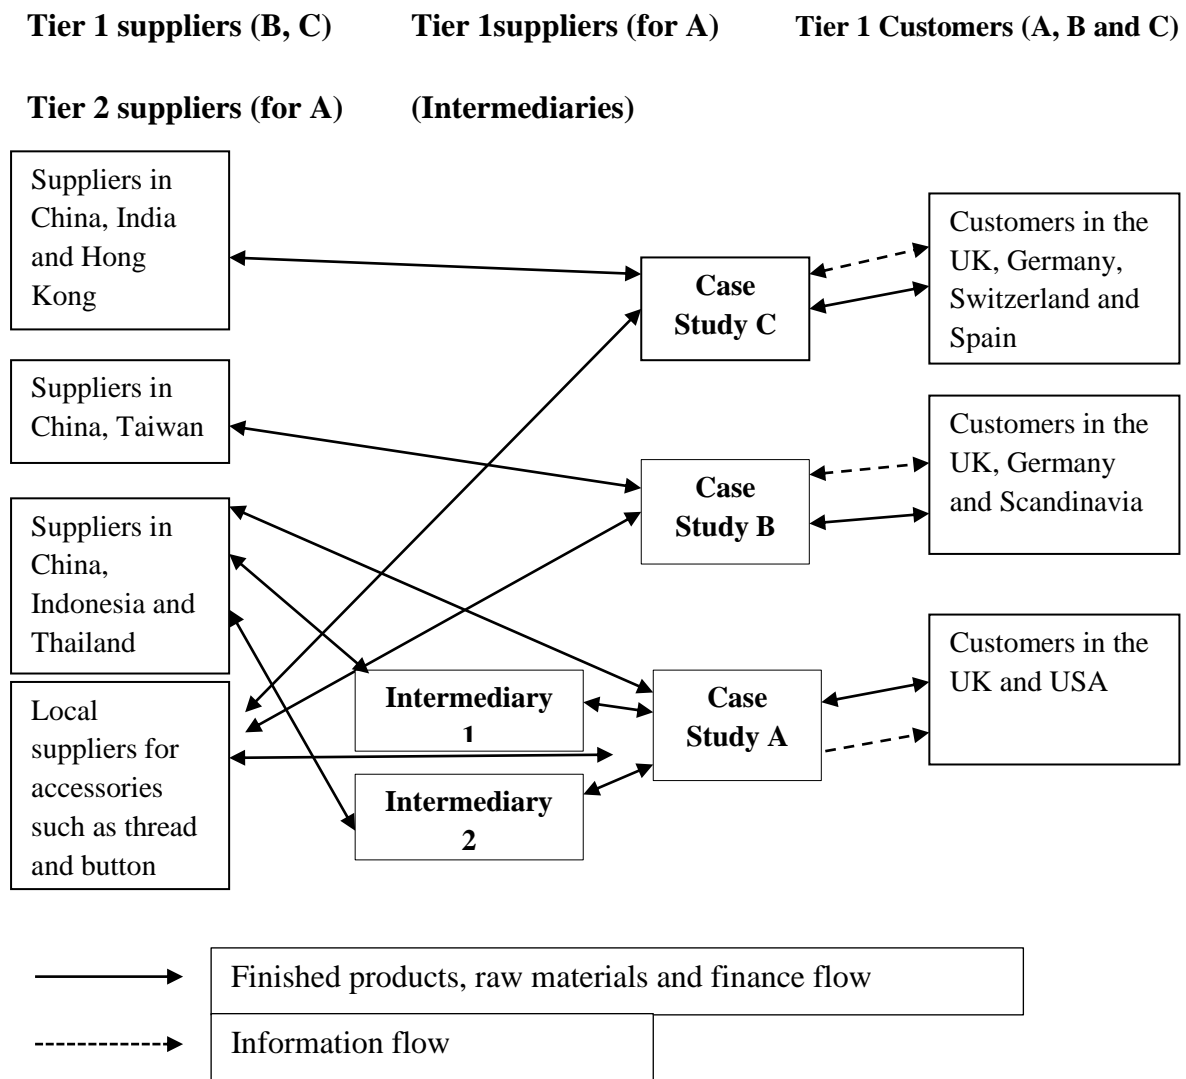 Tier 1 suppliers (B, C)
Tier 1suppliers (for A)
Tier 1 Customers (A, B and C)
Tier 2 suppliers (for A)
(Intermediaries)
Suppliers in
China, India
and Hong
Kong
Case
Study C
Customers in the
UK, Germany,
Switzerland and
Spain
Suppliers in
China, Taiwan
Case
Study B
Customers in the
UK, Germany
and Scandinavia
Suppliers in
China,
Indonesia and
Thailand
Intermediary
1
Case
Study A
Customers in the
UK and USA
Local
suppliers for
accessories
such as thread
and button
Intermediary
2
Finished products, raw materials and finance flow
Information flow